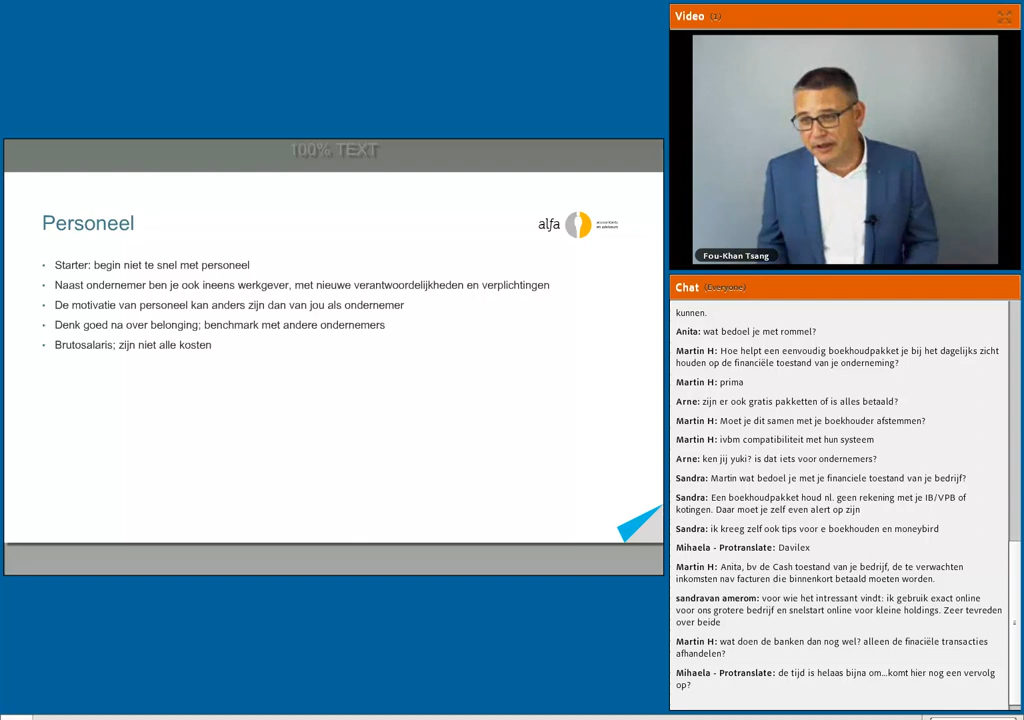 100% TEXT
Personeel
alfa
• Starter: begin niet te snel met personeel
• Naast ondernemer ben je ook ineens werkgever, met nieuwe verantwoordelijkheden en verplichtingen
• De motivatie van personeel kan anders zijn dan van jou als ondernemer
• Denk goed na over belonging; benchmark met andere ondernemers
• Brutosalaris; zijn niet alle kosten
Video (1)
Fou-Khan Tsang
Chat (Everyone)
kunnen.
Anita: wat bedoel je met rommel?
Martin H: Hoe helpt een eenvoudig boekhoudpakket je bij het dagelijks zicht
houden op de financiële toestand van je onderneming?
Martin H: prima
Arne: zijn er ook gratis pakketten of is alles betaald?
Martin H: Moet je dit samen met je boekhouder afstemmen?
Martin H: ivbm compatibiliteit met hun systeem
Arne: ken jij yuki? is dat iets voor ondernemers?
Sandra: Martin wat bedoel je met je financiele toestand van je bedrijf?
Sandra: Een boekhoudpakket houd nl. geen rekening met je IB/VPB of
kotingen. Daar moet je zelf even alert op zijn
Sandra: ik kreeg zelf ook tips voor e boekhouden en moneybird
Mihaela - Protranslate: Davilex
Martin H: Anita, bv de Cash toestand van je bedrijf, de te verwachten
inkomsten nav facturen die binnenkort betaald moeten worden.
sandravan amerom: voor wie het intressant vindt: ik gebruik exact online
voor ons grotere bedrijf en snelstart online voor kleine holdings. Zeer tevreden
over beide
Martin H: wat doen de banken dan nog wel? alleen de finaciële transacties
afhandelen?
Mihaela - Protranslate: de tijd is helaas bijna om...komt hier nog een vervolg
op?